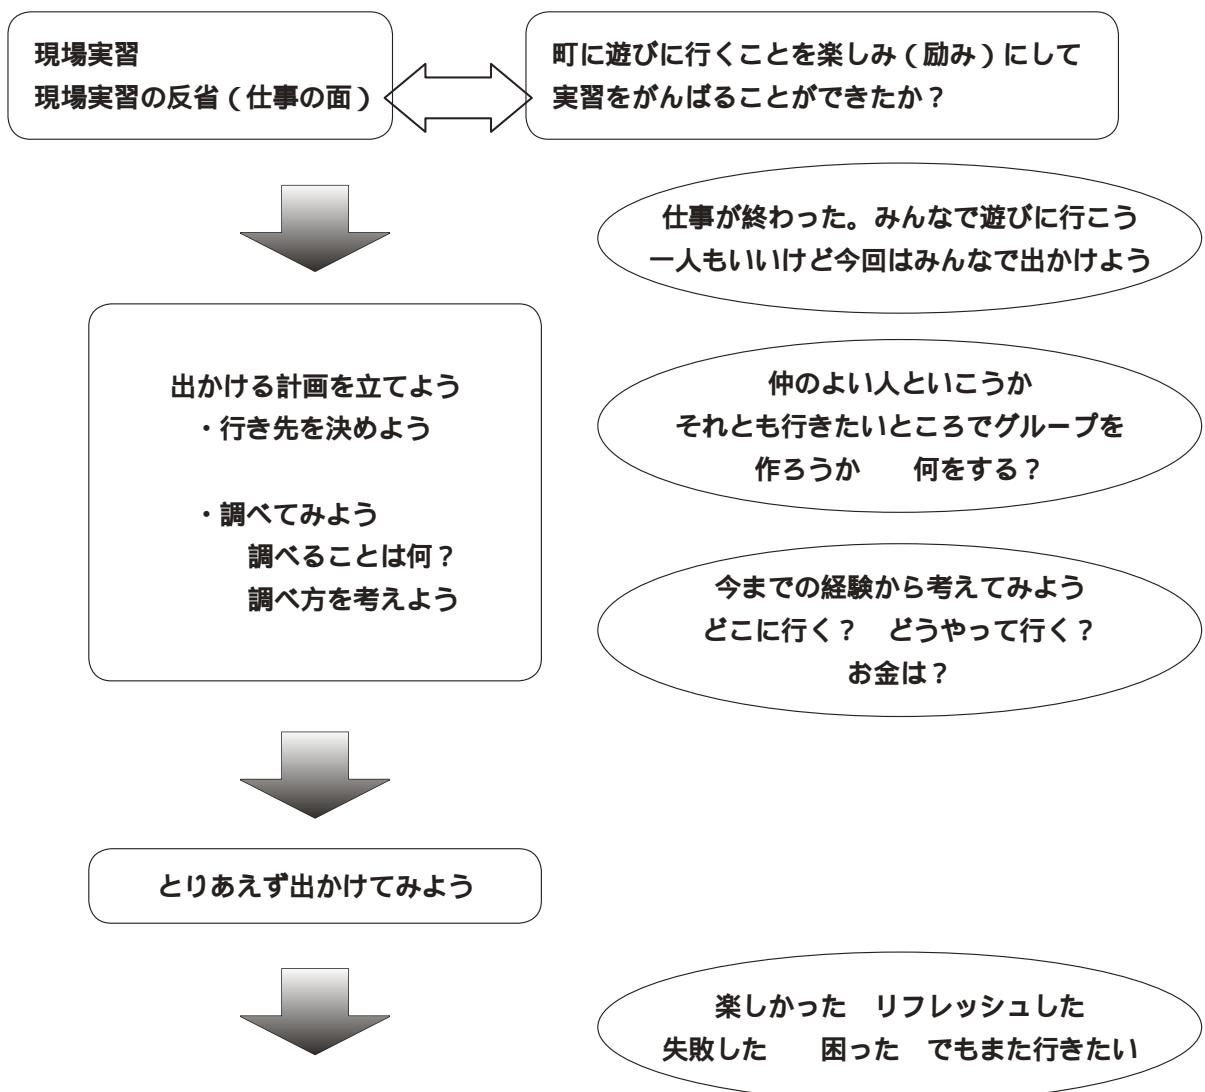 現場実習
現場実習の反省(仕事の面)
町に遊びに行くことを楽しみ(励み)にして
実習をがんばることができたか?
仕事が終わった。みんなで遊びに行こう
一人もいいけど今回はみんなで出かけよう
出かける計画を立てよう
・行き先を決めよう
・調べてみよう
調べることは何?
調べ方を考えよう
仲のよい人といこうか
それとも行きたいところでグループを
作ろうか 何をする?
今までの経験から考えてみよう
どこに行く? どうやって行く?
お金は?
とりあえず出かけてみよう
楽しかった リフレッシュした
失敗した 困った でもまた行きたい